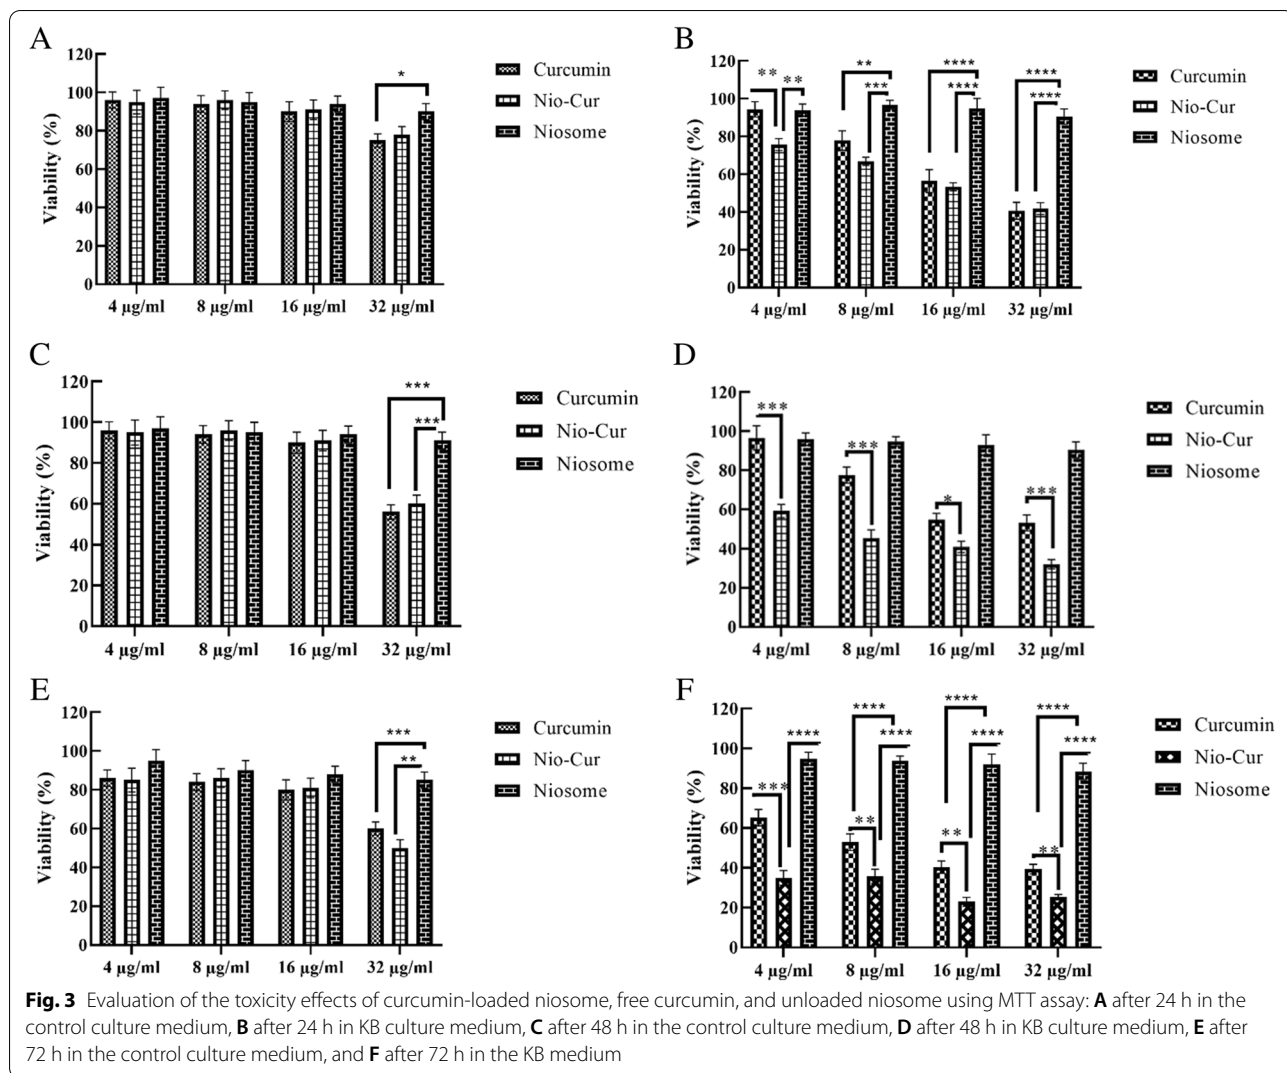 A
120
100
80
60
40
20
0
Viability (%)
*
4 µg/ml 8 µg/ml 16 µg/ml 32 µg/ml
Curcumin
Nio-Cur
Niosome
B
120
100
80
60
40
20
0
Viability (%)
** ** ** *** **** **** **** ****
4 µg/ml 8 µg/ml 16 µg/ml 32 µg/ml
Curcumin
Nio-Cur
Niosome
C
120
100
80
60
40
20
0
Viability (%)
*** ***
4 µg/ml 8 µg/ml 16 µg/ml 32 µg/ml
Curcumin
Nio-Cur
Niosome
D
120
100
80
60
40
20
0
Viability (%)
*** *** * ***
4 µg/ml 8 µg/ml 16 µg/ml 32 µg/ml
Curcumin
Nio-Cur
Niosome
E
120
100
80
60
40
20
0
Viability (%)
*** **
4 µg/ml 8 µg/ml 16 µg/ml 32 µg/ml
Curcumin
Nio-Cur
Niosome
F
120
100
80
60
40
20
0
Viability (%)
*** **** ** **** **** ** **** **** ** **** ****
4 µg/ml 8 µg/ml 16 µg/ml 32 µg/ml
Curcumin
Nio-Cur
Niosome
Fig. 3 Evaluation of the toxicity effects of curcumin-loaded niosome, free curcumin, and unloaded niosome using MTT assay: A after 24 h in the
control culture medium, B after 24 h in KB culture medium, C after 48 h in the control culture medium, D after 48 h in KB culture medium, E after
72 h in the control culture medium, and F after 72 h in the KB medium